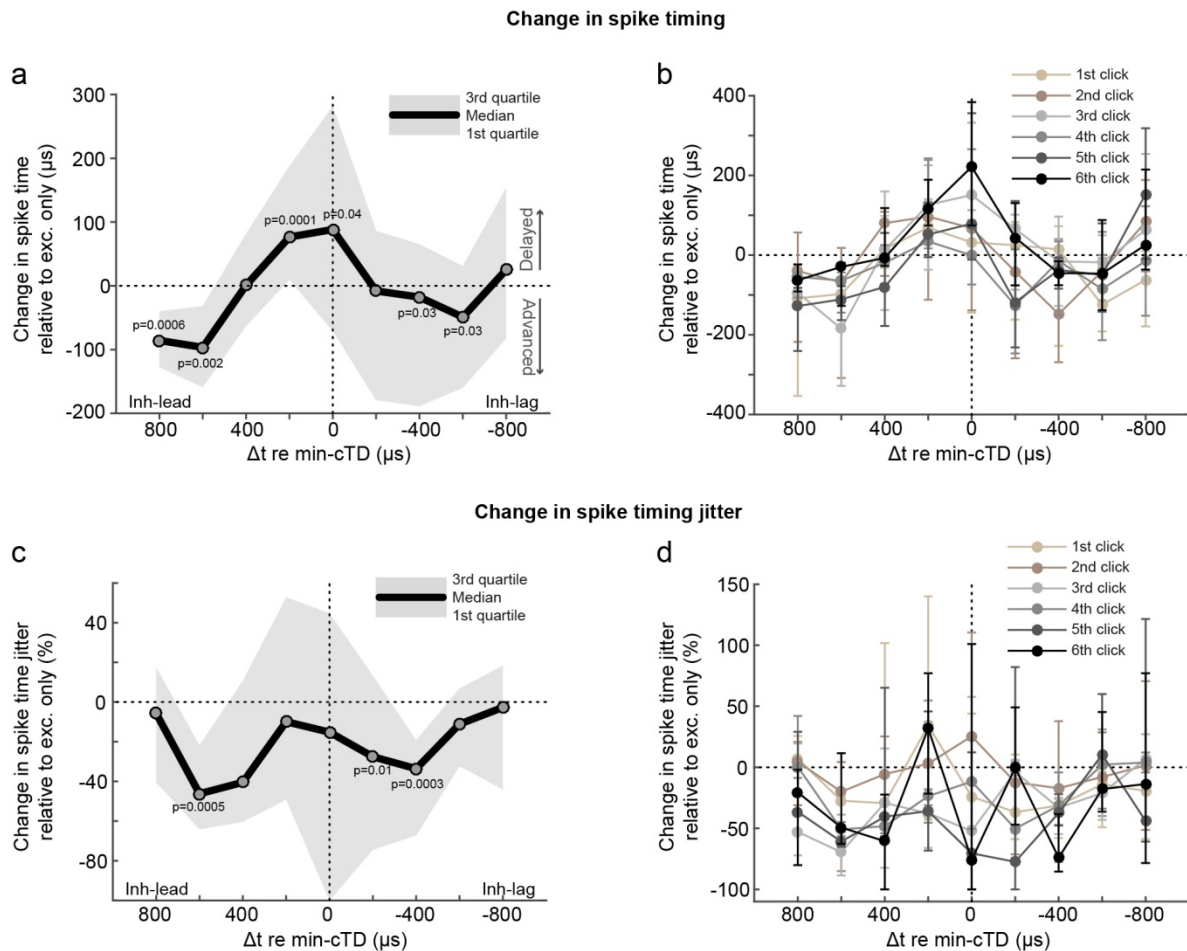 Change in spike timing
a
300
200
100
0
-100
-200
Change in spike time
relative to exc. only (µs)
3rd quartile
Median
1st quartile
p=0.0006
p=0.002
p=0.0001
p=0.04
p=0.03
p=0.03
Delayed
Advanced
Inh-lead
Inh-lag
800
400
0
-400
-800
Δt re min-cTD (µs)
b
400
200
0
-200
-400
Change in spike time
relative to exc. only (µs)
1st click
2nd click
3rd click
4th click
5th click
6th click
800
400
0
-400
-800
Δt re min-cTD (µs)
Change in spike timing jitter
c
40
0
-40
-80
Change in spike time jitter
relative to exc. only (%)
3rd quartile
Median
1st quartile
p=0.0005
p=0.01
p=0.0003
Inh-lead
Inh-lag
800
400
0
-400
-800
Δt re min-cTD (µs)
d
150
100
50
0
-50
-100
Change in spike time jitter
relative to exc. only (%)
1st click
2nd click
3rd click
4th click
5th click
6th click
800
400
0
-400
-800
Δt re min-cTD (µs)